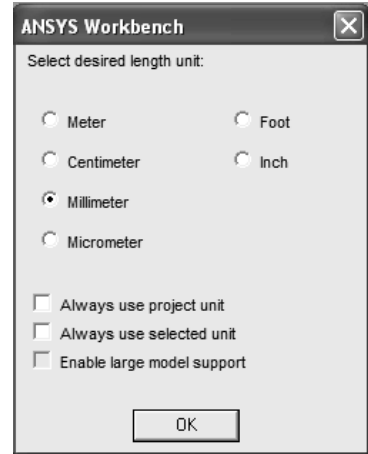 ANSYS Workbench
Select desired length unit:
Meter Foot
Centimeter Inch
Millimeter
Micrometer
Always use project unit
Always use selected unit
Enable large model support
OK